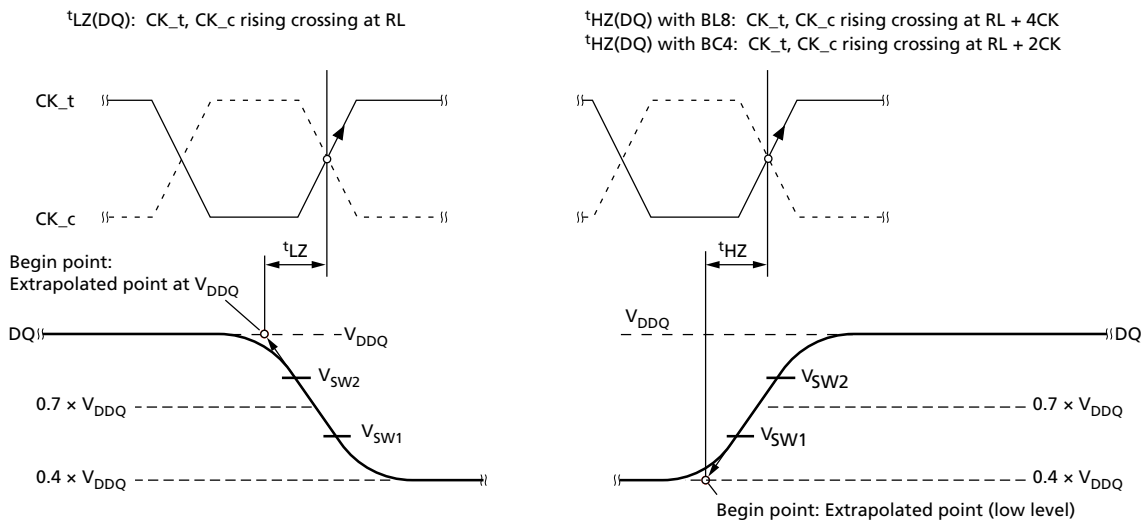 tLZ(DQ): CK_t, CK_c rising crossing at RL
tHZ(DQ) with BL8: CK_t, CK_c rising crossing at RL + 4CK
tHZ(DQ) with BC4: CK_t, CK_c rising crossing at RL + 2CK
CK_t
CK_c
tLZ
tHZ
Begin point:
Extrapolated point at VDDQ
DQ
VDDQ
VSW2
0.7 × VDDQ
VSW1
0.4 × VDDQ
VDDQ
DQ
VSW2
0.7 × VDDQ
VSW1
0.4 × VDDQ
Begin point: Extrapolated point (low level)